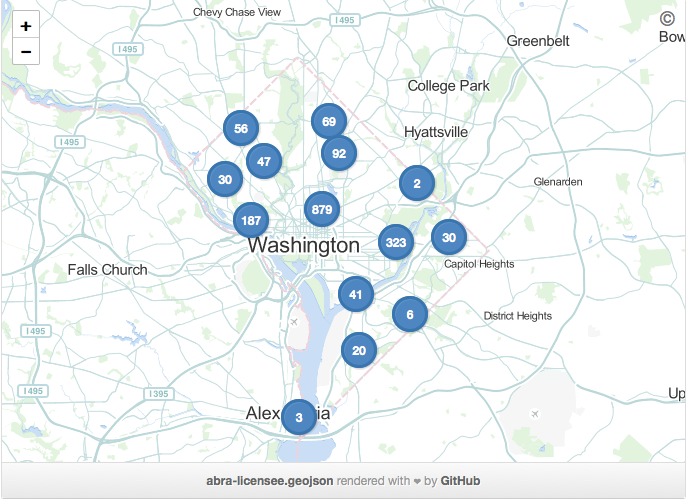 Chevy Chase View
+
−
I 495
I 495
©
Bow
Greenbelt
College Park
Hyattsville
I 495
56
69
47
92
30
2
Glenarden
187
879
323
30
Washington
Capitol Heights
Falls Church
41
6
District Heights
I 495
20
I 395
I 495
Up
Alex
ia
3
abra-licensee.geojson rendered with ❤ by GitHub